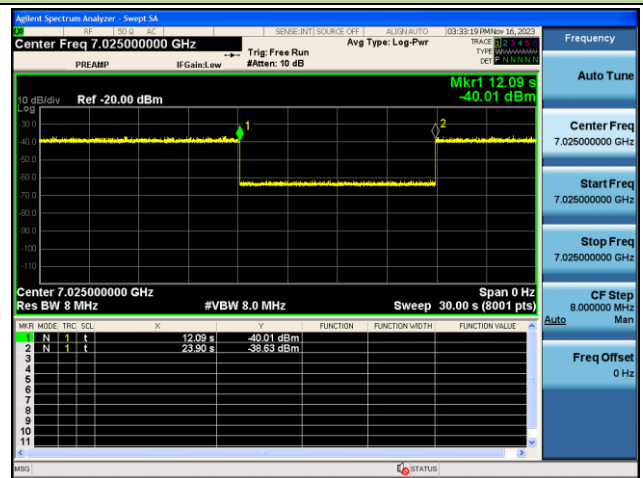 Agilent Spectrum Analyzer - Swept SA
RF 50 Ω AC SENSE:INT SOURCE OFF ALIGNAUTO 03:33:19 PM Nov 16, 2023
Center Freq 7.025000000 GHz
PREAMP IFGain:Low
Trig: Free Run
#Atten: 10 dB
Avg Type: Log-Pwr
TRACE 1 2 3 4 5 6
TYPE
DET P N N N N N
Mkr1 12.09 s
-40.01 dBm
10 dB/div Ref -20.00 dBm
Log
-30.0
-40.0
-50.0
-60.0
-70.0
-80.0
-90.0
-100
-110
1
2
Center 7.025000000 GHz Span 0 Hz
Res BW 8 MHz #VBW 8.0 MHz Sweep 30.00 s (8001 pts)
MKR MODE TRC SCL X Y FUNCTION FUNCTION WIDTH FUNCTION VALUE
1 N 1 t 12.09 s -40.01 dBm
2 N 1 t 23.90 s -38.63 dBm
3
4
5
6
7
8
9
10
11
MSG STATUS
Frequency
Auto Tune
Center Freq
7.025000000 GHz
Start Freq
7.025000000 GHz
Stop Freq
7.025000000 GHz
CF Step
8.000000 MHz
Auto Man
Freq Offset
0 Hz